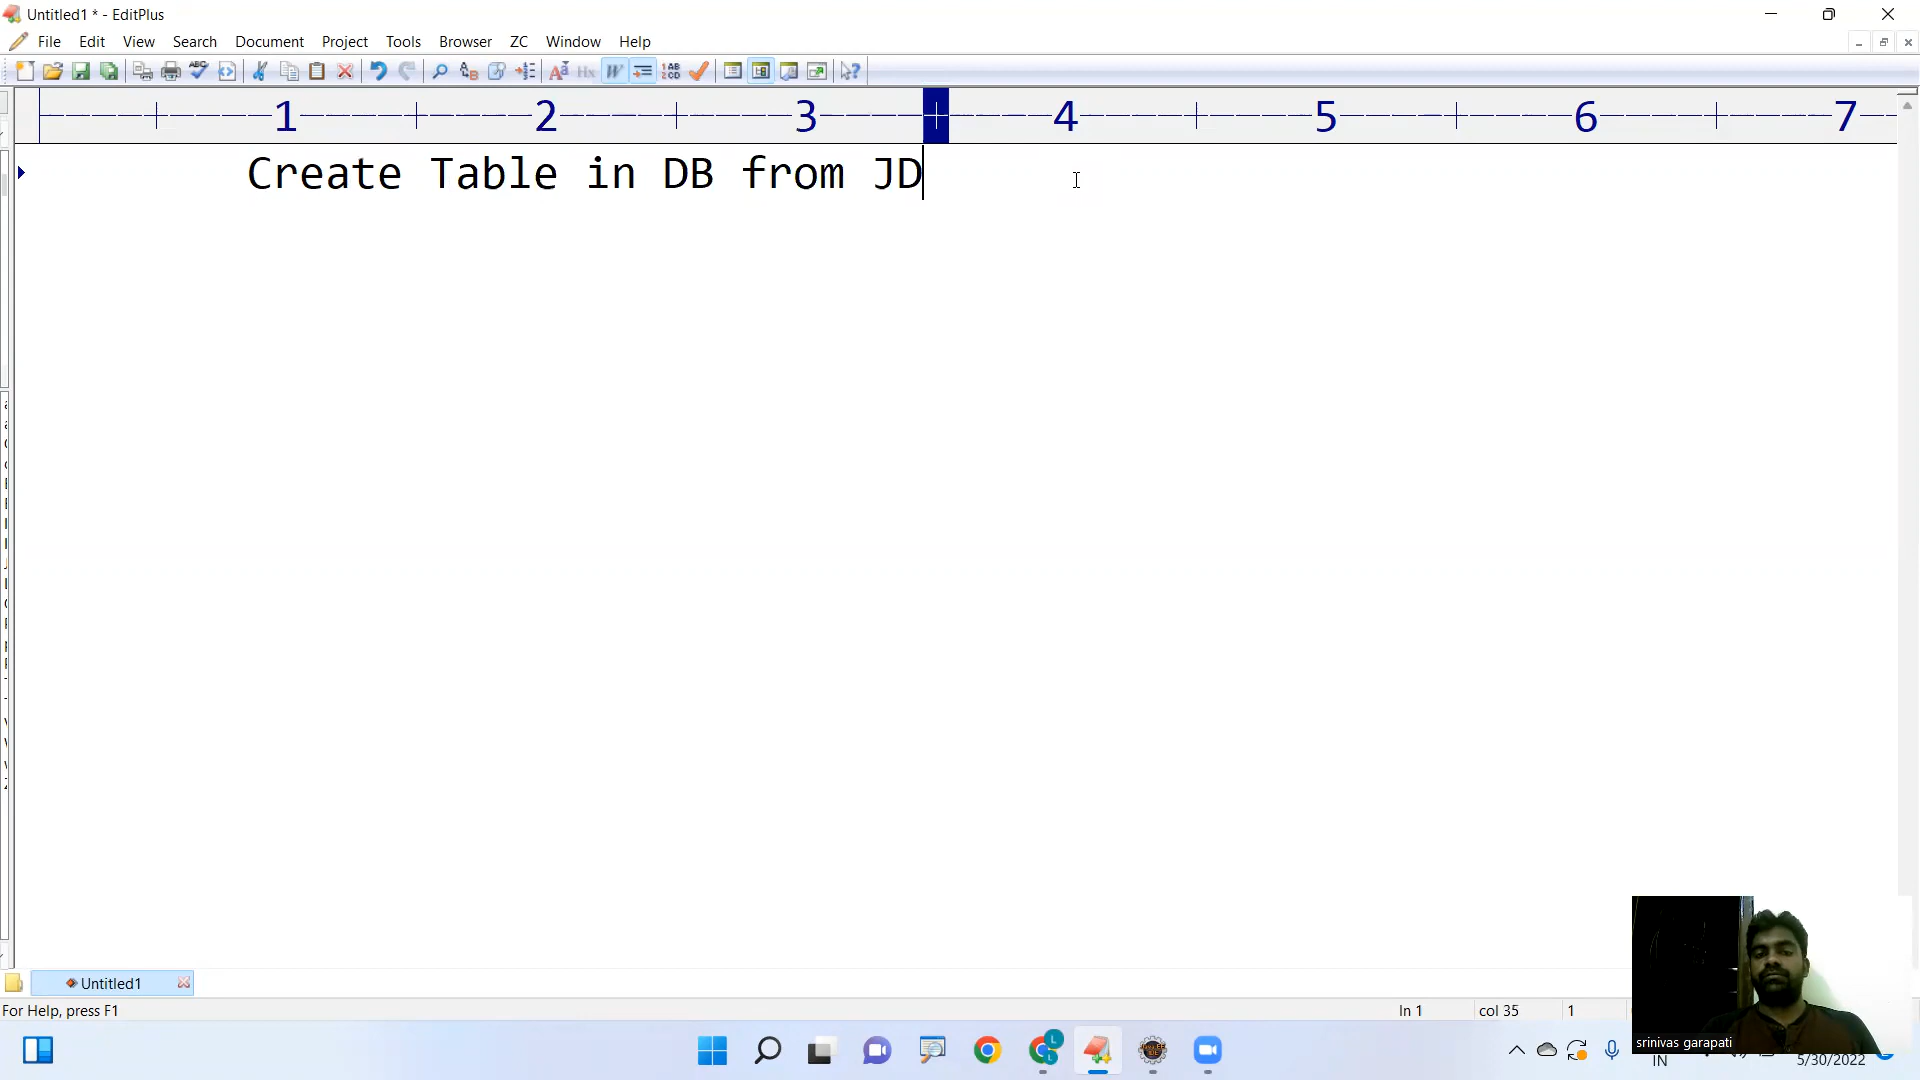 Untitled1 * - EditPlus
File Edit View Search Document Project Tools Browser ZC Window Help
1 2 3 4 5 6 7
Create Table in DB from JD
Untitled1
For Help, press F1
ln 1 col 35 1
srinivas garapati
IN
5/30/2022